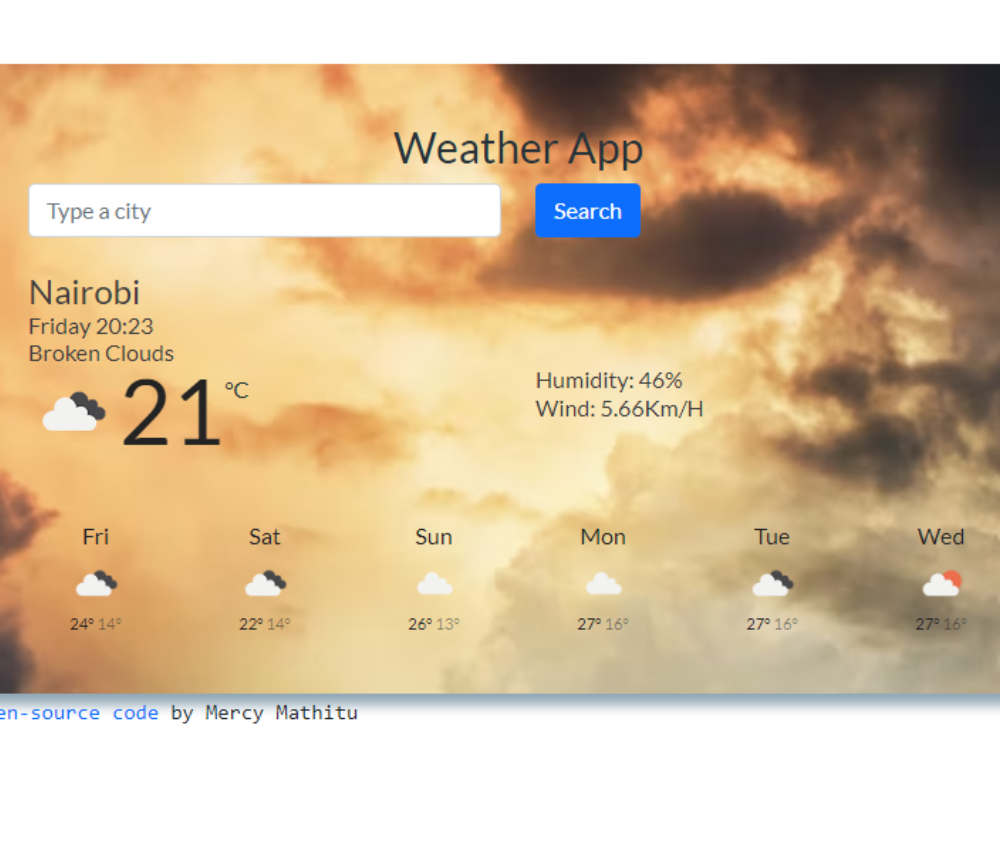 Weather App
Type a city
Search
Nairobi
Friday 20:23
Broken Clouds
21 °C
Humidity: 46%
Wind: 5.66Km/H
Fri Sat Sun Mon Tue Wed
24° 14° 22° 14° 26° 13° 27° 16° 27° 16° 27° 16°
en-source code by Mercy Mathitu